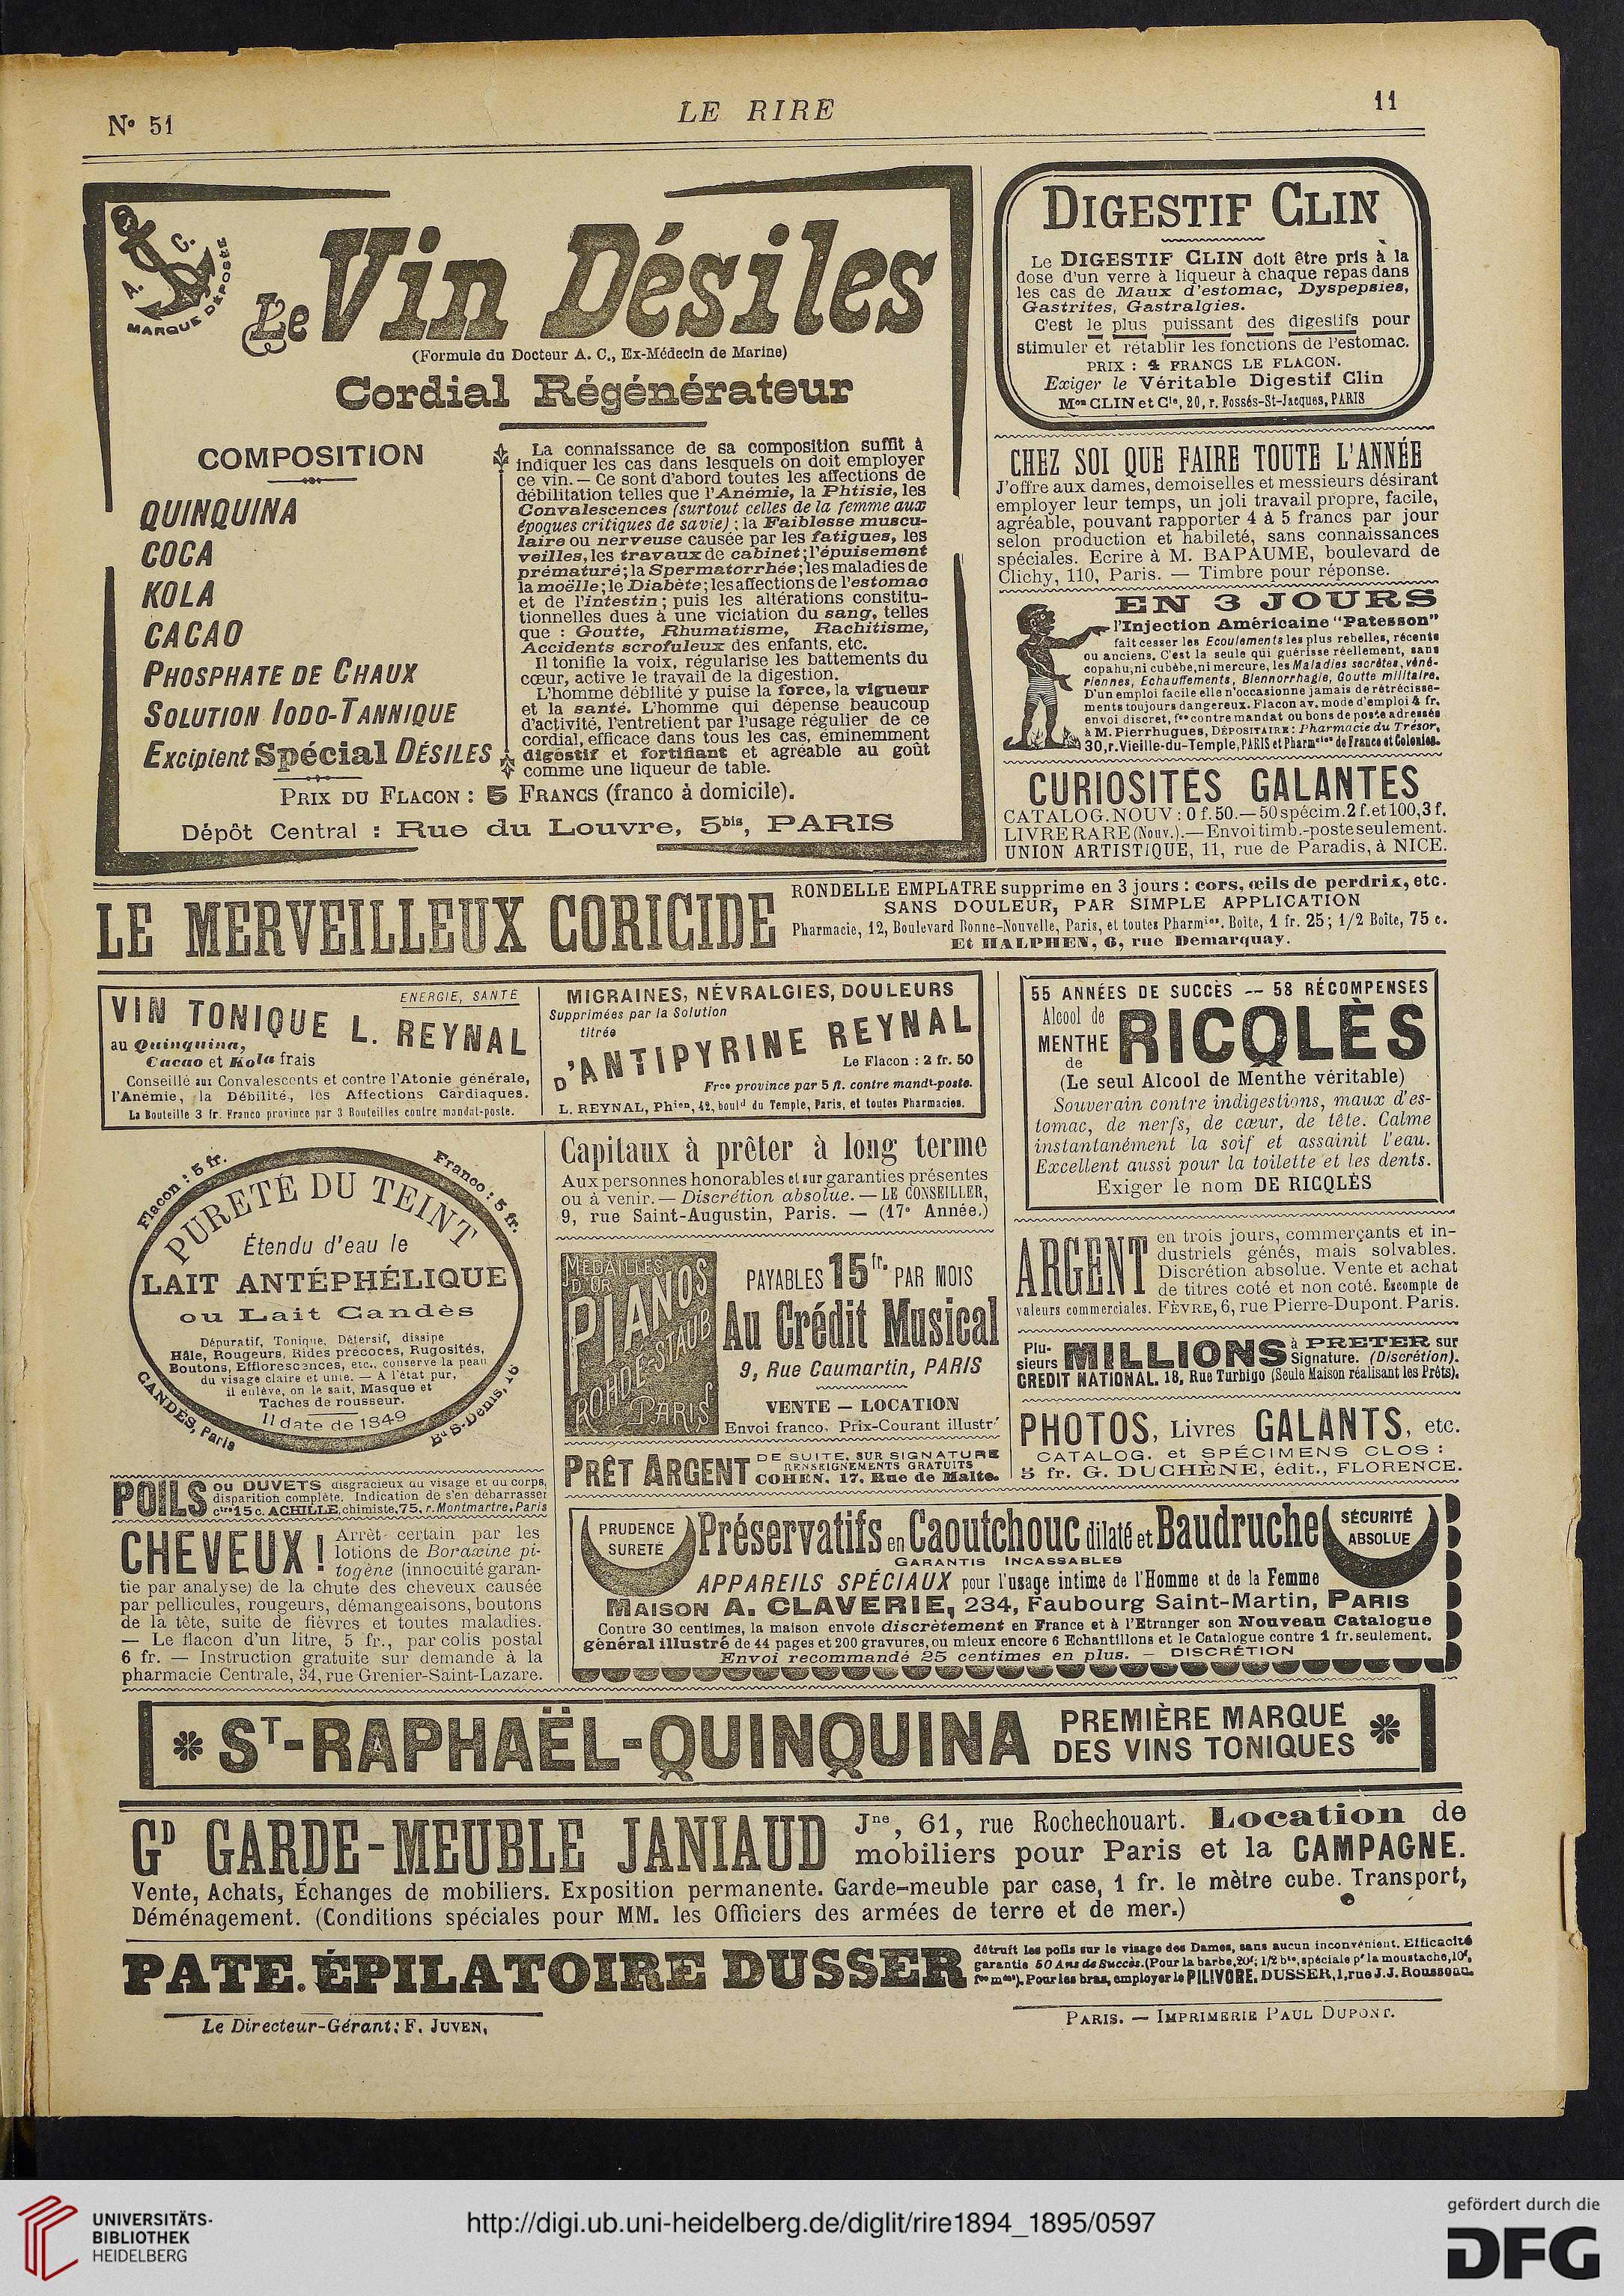 N° 51
LE RIRE
11
A. C.
MARQUE DÉPOSÉE
Le Vin Désiles
(Formule du Docteur A. C., Ex-Médecin de Marine)
Cordial Régénérateur
COMPOSITION
QUINQUINA
COCA
KOLA
CACAO
PHOSPHATE DE CHAUX
SOLUTION IODO-TANNIQUE
Excipient Spécial DÉSILES
La connaissance de sa composition suffit à
indiquer les cas dans lesquels on doit employer
ce vin. — Ce sont d'abord toutes les affections de
débilitation telles que l'Anémie, la Phtisie, les
Convalescences (surtout celles de la femme aux
époques critiques de sa vie) ; la Faiblesse muscu-
laire ou nerveuse causée par les fatigues, les
veilles, les travaux de cabinet; l'épuisement
prématuré; la Spermatorrhée; les maladies de
la moëlle; le Diabète; les affections de l'estomac
et de l'intestin; puis les altérations constitu-
tionnelles dues à une viciation du sang, telles
que : Goutte, Rhumatisme, Rachitisme,
Accidents scrofuleux des enfants, etc.
Il tonifie la voix, régularise les battements du
cœur, active le travail de la digestion.
L'homme débilité y puise la force, la vigueur
et la santé. L'homme qui dépense beaucoup
d'activité, l'entretient par l'usage régulier de ce
cordial, efficace dans tous les cas, éminemment
digestif et fortifiant et agréable au goût
comme une liqueur de table.
PRIX DU FLACON : 5 FRANCS (franco à domicile).
Dépôt Central : Rue du Louvre, 5bis, PARIS
DIGESTIF CLIN
Le DIGESTIF CLIN doit être pris à la
dose d'un verre à liqueur à chaque repas dans
les cas de Maux d'estomac, Dyspepsies,
Gastrites, Gastralgies.
C'est le plus puissant des digestifs pour
stimuler et rétablir les fonctions de l'estomac.
PRIX : 4 FRANCS LE FLACON.
Exiger le Véritable Digestif Clin
Mon CLIN et Cie, 20, r. Fossés-St-Jacques, PARIS
CHEZ SOI QUE FAIRE TOUTE L'ANNÉE
J'offre aux dames, demoiselles et messieurs désirant
employer leur temps, un joli travail propre, facile,
agréable, pouvant rapporter 4 à 5 francs par jour
selon production et habileté, sans connaissances
spéciales. Ecrire à M. BAPAUME, boulevard de
Clichy, 110, Paris. — Timbre pour réponse.
EN 3 JOURS
l'Injection Américaine "Patesson"
fait cesser les Ecoulements les plus rebelles, récents
ou anciens. C'est la seule qui guérisse réellement, sans
copahu, ni cubèbe, ni mercure, les Maladies secrètes, véné-
riennes, Echauffements, Blennorrhagie, Goutte militaire.
D'un emploi facile elle n'occasionne jamais de rétrécisse-
ments toujours dangereux. Flacon av. mode d'emploi 4 fr.
envoi discret, fco contre mandat ou bons de poste adressés
à M. Pierrhugues, DÉPOSITAIRE : Pharmacie du Trésor,
30, r. Vieille-du-Temple, PARIS et Pharmcies de France et Colonies.
CURIOSITÉS GALANTES
CATALOG. NOUV : 0 f. 50. — 50 spécim. 2 f. et 100, 3 f.
LIVRE RARE (Nouv.). — Envoi timb.-poste seulement.
UNION ARTISTIQUE, 11, rue de Paradis, à NICE.
LE MERVEILLEUX CORICIDE
RONDELLE EMPLATRE supprime en 3 jours : cors, œils de perdrix, etc.
SANS DOULEUR, PAR SIMPLE APPLICATION
Pharmacie, 12, Boulevard Bonne-Nouvelle, Paris, et toutes Pharmies. Boîte, 1 fr. 25; 1/2 Boîte, 75 c.
Et HALPHEN, 6, rue Demarquay.
ENERGIE, SANTÉ
VIN TONIQUE L. REYNAL
au Quinquina,
Cacao et Kola frais
Conseillé aux Convalescents et contre l'Atonie générale,
l'Anémie, la Débilité, les Affections Cardiaques.
La Bouteille 3 fr. Franco province par 3 Bouteilles contre mandat-poste.
MIGRAINES, NÉVRALGIES, DOULEURS
Supprimées par la Solution
titrée
D'ANTIPYRINE REYNAL
Le Flacon : 2 fr. 50
Frco province par 5 fl. contre mandt-poste.
L. REYNAL, Phien, 42, bould du Temple, Paris, et toutes Pharmacies.
55 ANNÉES DE SUCCÈS -- 58 RÉCOMPENSES
Alcool de
MENTHE
de
RICQLÈS
(Le seul Alcool de Menthe véritable)
Souverain contre indigestions, maux d'es-
tomac, de nerfs, de cœur, de tête. Calme
instantanément la soif et assainit l'eau.
Excellent aussi pour la toilette et les dents.
Exiger le nom DE RICQLÈS
Flacon : 5 fr.
Franco : 5 fr.
PURETÉ DU TEINT
Étendu d'eau le
LAIT ANTÉPHÉLIQUE
ou Lait Candès
Dépuratif, Tonique, Détersif, dissipe
Hâle, Rougeurs, Rides précoces, Rugosités,
Boutons, Efflorescences, etc., conserve la peau
du visage claire et unie. — A l'état pur,
il enlève, on le sait, Masque et
Taches de rousseur.
Il date de 1849
CANDÈS, Paris
Bd S-Denis, 16
Capitaux à prêter à long terme
Aux personnes honorables et sur garanties présentes
ou à venir. — Discrétion absolue. — LE CONSEILLER,
9, rue Saint-Augustin, Paris. — (17e Année.)
MÉDAILLES D'OR
PIANOS
ROHDE-STAUB
PARIS
PAYABLES 15 fr. PAR MOIS
Au Crédit Musical
9, Rue Caumartin, PARIS
VENTE — LOCATION
Envoi franco. Prix-Courant illustré
ARGENT en trois jours, commerçants et in-
dustriels gênés, mais solvables.
Discrétion absolue. Vente et achat
de titres coté et non coté. Escompte de
valeurs commerciales. FÈVRE, 6, rue Pierre-Dupont. Paris.
Plu-
sieurs MILLIONS à PRETER sur
Signature. (Discrétion).
CREDIT NATIONAL. 18, Rue Turbigo (Seule Maison réalisant les Prêts).
PHOTOS, Livres GALANTS, etc.
CATALOG. et SPÉCIMENS CLOS :
5 fr. G. DUCHÊNE, édit., FLORENCE.
PRÊT ARGENT DE SUITE, SUR SIGNATURE
RENSEIGNEMENTS GRATUITS
COHEN, 17, Rue de Malte.
POILS ou DUVETS disgracieux au visage et au corps,
disparition complète. Indication de s'en débarrasser
ctre 15 c. ACHILLE, chimiste, 75, r. Montmartre, Paris
CHEVEUX ! Arrêt certain par les
lotions de Boraxine pi-
togène (innocuité garan-
tie par analyse) de la chute des cheveux causée
par pellicules, rougeurs, démangeaisons, boutons
de la tête, suite de fièvres et toutes maladies.
— Le flacon d'un litre, 5 fr., par colis postal
6 fr. — Instruction gratuite sur demande à la
pharmacie Centrale, 34, rue Grenier-Saint-Lazare.
PRUDENCE
SURETÉ
Préservatifs en Caoutchouc dilaté et Baudruche
SÉCURITÉ
ABSOLUE
GARANTIS INCASSABLES
APPAREILS SPÉCIAUX pour l'usage intime de l'Homme et de la Femme
MAISON A. CLAVERIE, 234, Faubourg Saint-Martin, PARIS
Contre 30 centimes, la maison envoie discrètement en France et à l'Etranger son Nouveau Catalogue
général illustré de 44 pages et 200 gravures, ou mieux encore 6 Echantillons et le Catalogue contre 1 fr. seulement.
Envoi recommandé 25 centimes en plus. — DISCRÉTION
ST-RAPHAËL-QUINQUINA
PREMIÈRE MARQUE
DES VINS TONIQUES
GD GARDE-MEUBLE JANIAUD Jne, 61, rue Rochechouart. Location de
mobiliers pour Paris et la CAMPAGNE.
Vente, Achats, Échanges de mobiliers. Exposition permanente. Garde-meuble par case, 1 fr. le mètre cube. Transport,
Déménagement. (Conditions spéciales pour MM. les Officiers des armées de terre et de mer.)
PATE ÉPILATOIRE DUSSER
détruit les poils sur le visage des Dames, sans aucun inconvénient. Efficacité
garantie 50 Ans de Succès. (Pour la barbe, 20f; 1/2 bte, spéciale pr la moustache, 10f,
fco mdat). Pour les bras, employer le PILIVORE. DUSSER, 1, rue J.J. Rousseau.
Le Directeur-Gérant: F. JUVEN,
PARIS. — IMPRIMERIE PAUL DUPONT.
UNIVERSITÄTS-
BIBLIOTHEK
HEIDELBERG
http://digi.ub.uni-heidelberg.de/diglit/rire1894_1895/0597
gefördert durch die
DFG